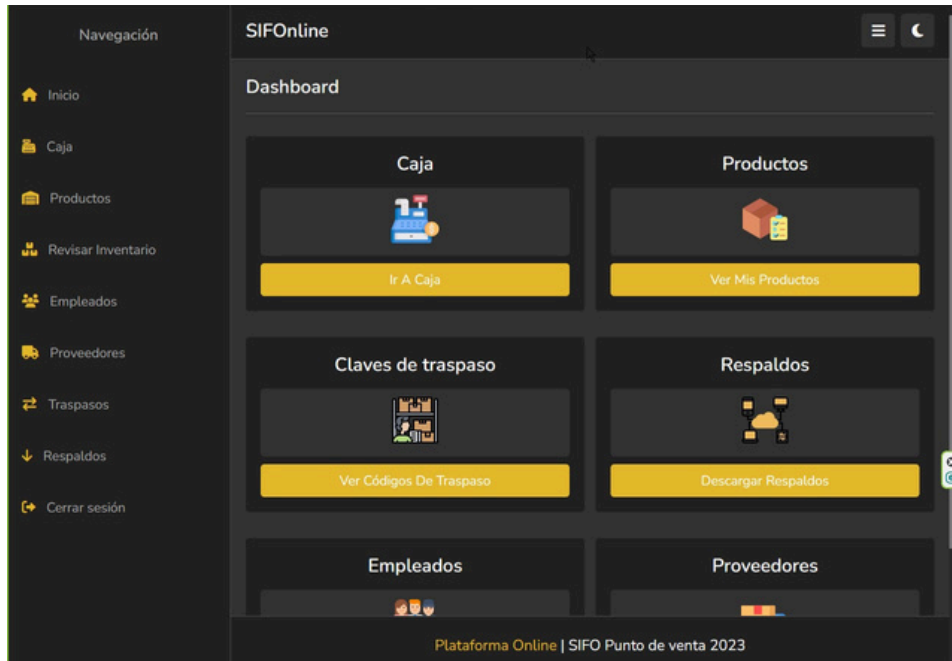 Navegación
Inicio
Caja
Productos
Revisar Inventario
Empleados
Proveedores
Traspasos
Respaldos
Cerrar sesión
SIFOnline
Dashboard
Caja
Ir A Caja
Productos
Ver Mis Productos
Claves de traspaso
Ver Códigos De Traspaso
Respaldos
Descargar Respaldos
Empleados
Proveedores
Plataforma Online | SIFO Punto de venta 2023